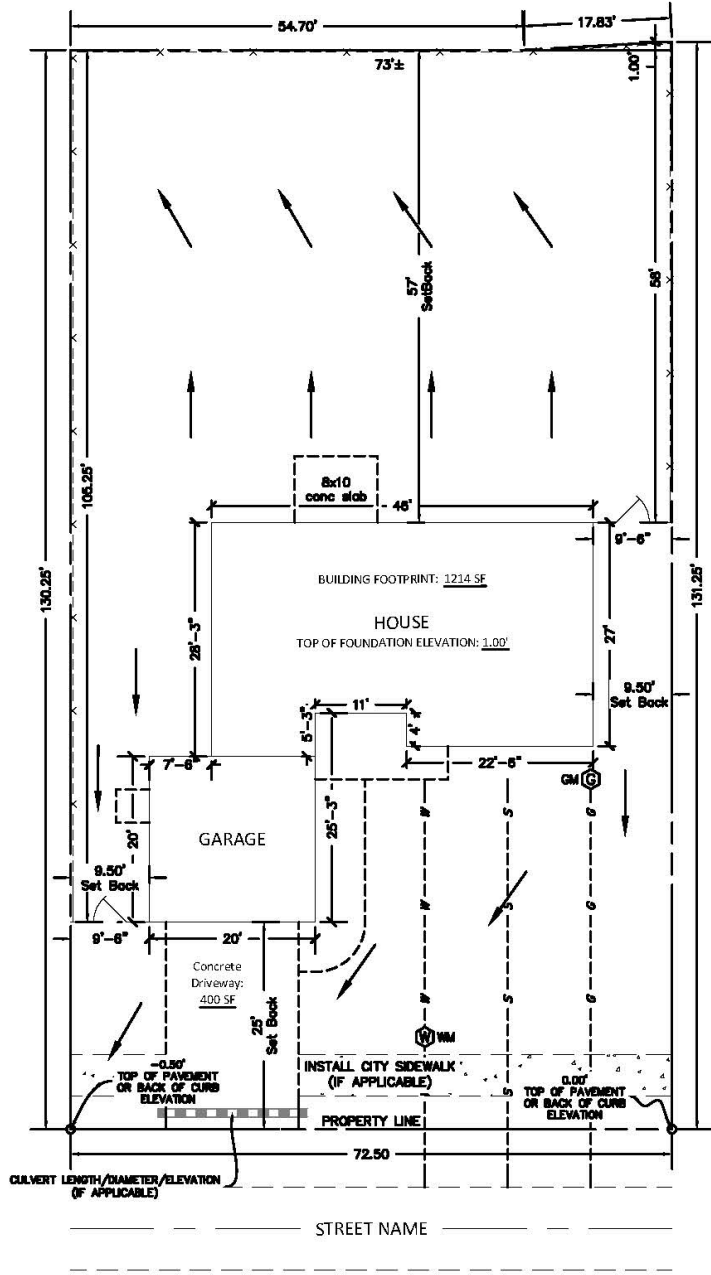 54.70'
17.83'
73'±
1.00'
57'
SetBack
58'
105.25'
130.25'
131.25'
8x10
conc slab
46'
9'-6"
BUILDING FOOTPRINT: 1214 SF
HOUSE
TOP OF FOUNDATION ELEVATION: 1.00'
28'-3"
27'
9.50'
Set Back
11'
5'-3"
4'
7'-6"
22'-6"
GM G
25'-3"
GARAGE
20'
9.50'
Set Back
W S G
W S G
9'-6"
20'
Concrete
Driveway:
400 SF
25'
Set Back
W S G
W WM
-0.50'
TOP OF PAVEMENT
OR BACK OF CURB
ELEVATION
INSTALL CITY SIDEWALK
(IF APPLICABLE)
S
0.00'
TOP OF PAVEMENT
OR BACK OF CURB
ELEVATION
PROPERTY LINE
72.50
CULVERT LENGTH/DIAMETER/ELEVATION
(IF APPLICABLE)
STREET NAME